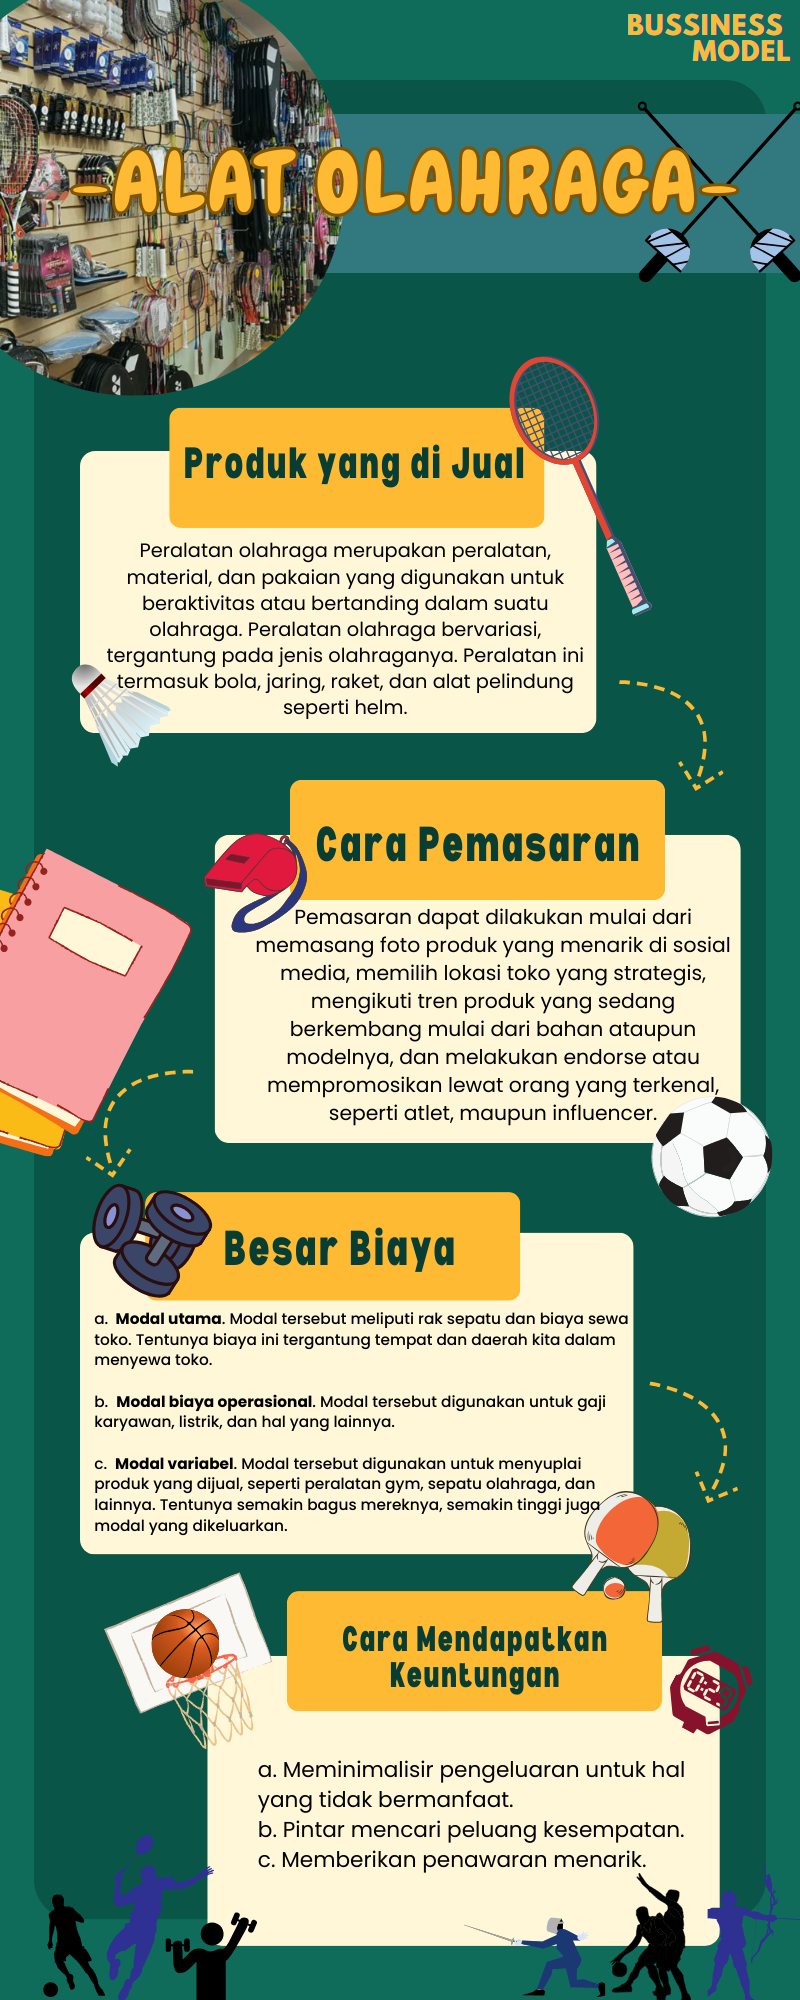 BUSSINESS
MODEL
-ALAT OLAHRAGA-
Produk yang di Jual
Peralatan olahraga merupakan peralatan,
material, dan pakaian yang digunakan untuk
beraktivitas atau bertanding dalam suatu
olahraga. Peralatan olahraga bervariasi,
tergantung pada jenis olahraganya. Peralatan ini
termasuk bola, jaring, raket, dan alat pelindung
seperti helm.
Cara Pemasaran
Pemasaran dapat dilakukan mulai dari
memasang foto produk yang menarik di sosial
media, memilih lokasi toko yang strategis,
mengikuti tren produk yang sedang
berkembang mulai dari bahan ataupun
modelnya, dan melakukan endorse atau
mempromosikan lewat orang yang terkenal,
seperti atlet, maupun influencer.
Besar Biaya
a. Modal utama. Modal tersebut meliputi rak sepatu dan biaya sewa
toko. Tentunya biaya ini tergantung tempat dan daerah kita dalam
menyewa toko.
b. Modal biaya operasional. Modal tersebut digunakan untuk gaji
karyawan, listrik, dan hal yang lainnya.
c. Modal variabel. Modal tersebut digunakan untuk menyuplai
produk yang dijual, seperti peralatan gym, sepatu olahraga, dan
lainnya. Tentunya semakin bagus mereknya, semakin tinggi juga
modal yang dikeluarkan.
Cara Mendapatkan
Keuntungan
0:29
a. Meminimalisir pengeluaran untuk hal
yang tidak bermanfaat.
b. Pintar mencari peluang kesempatan.
c. Memberikan penawaran menarik.